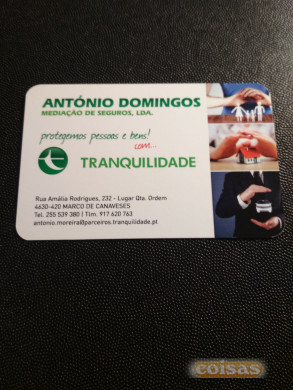 ANTÓNIO DOMINGOS
MEDIAÇÃO DE SEGUROS, LDA.
protegemos pessoas e bens!
com...
TRANQUILIDADE
Rua Amália Rodrigues, 232 - Lugar Qta. Ordem
4630-420 MARCO DE CANAVESES
Tel. 255 539 380 | Tlm. 917 620 763
antonio.moreira@parceiros.tranquilidade.pt
coisas